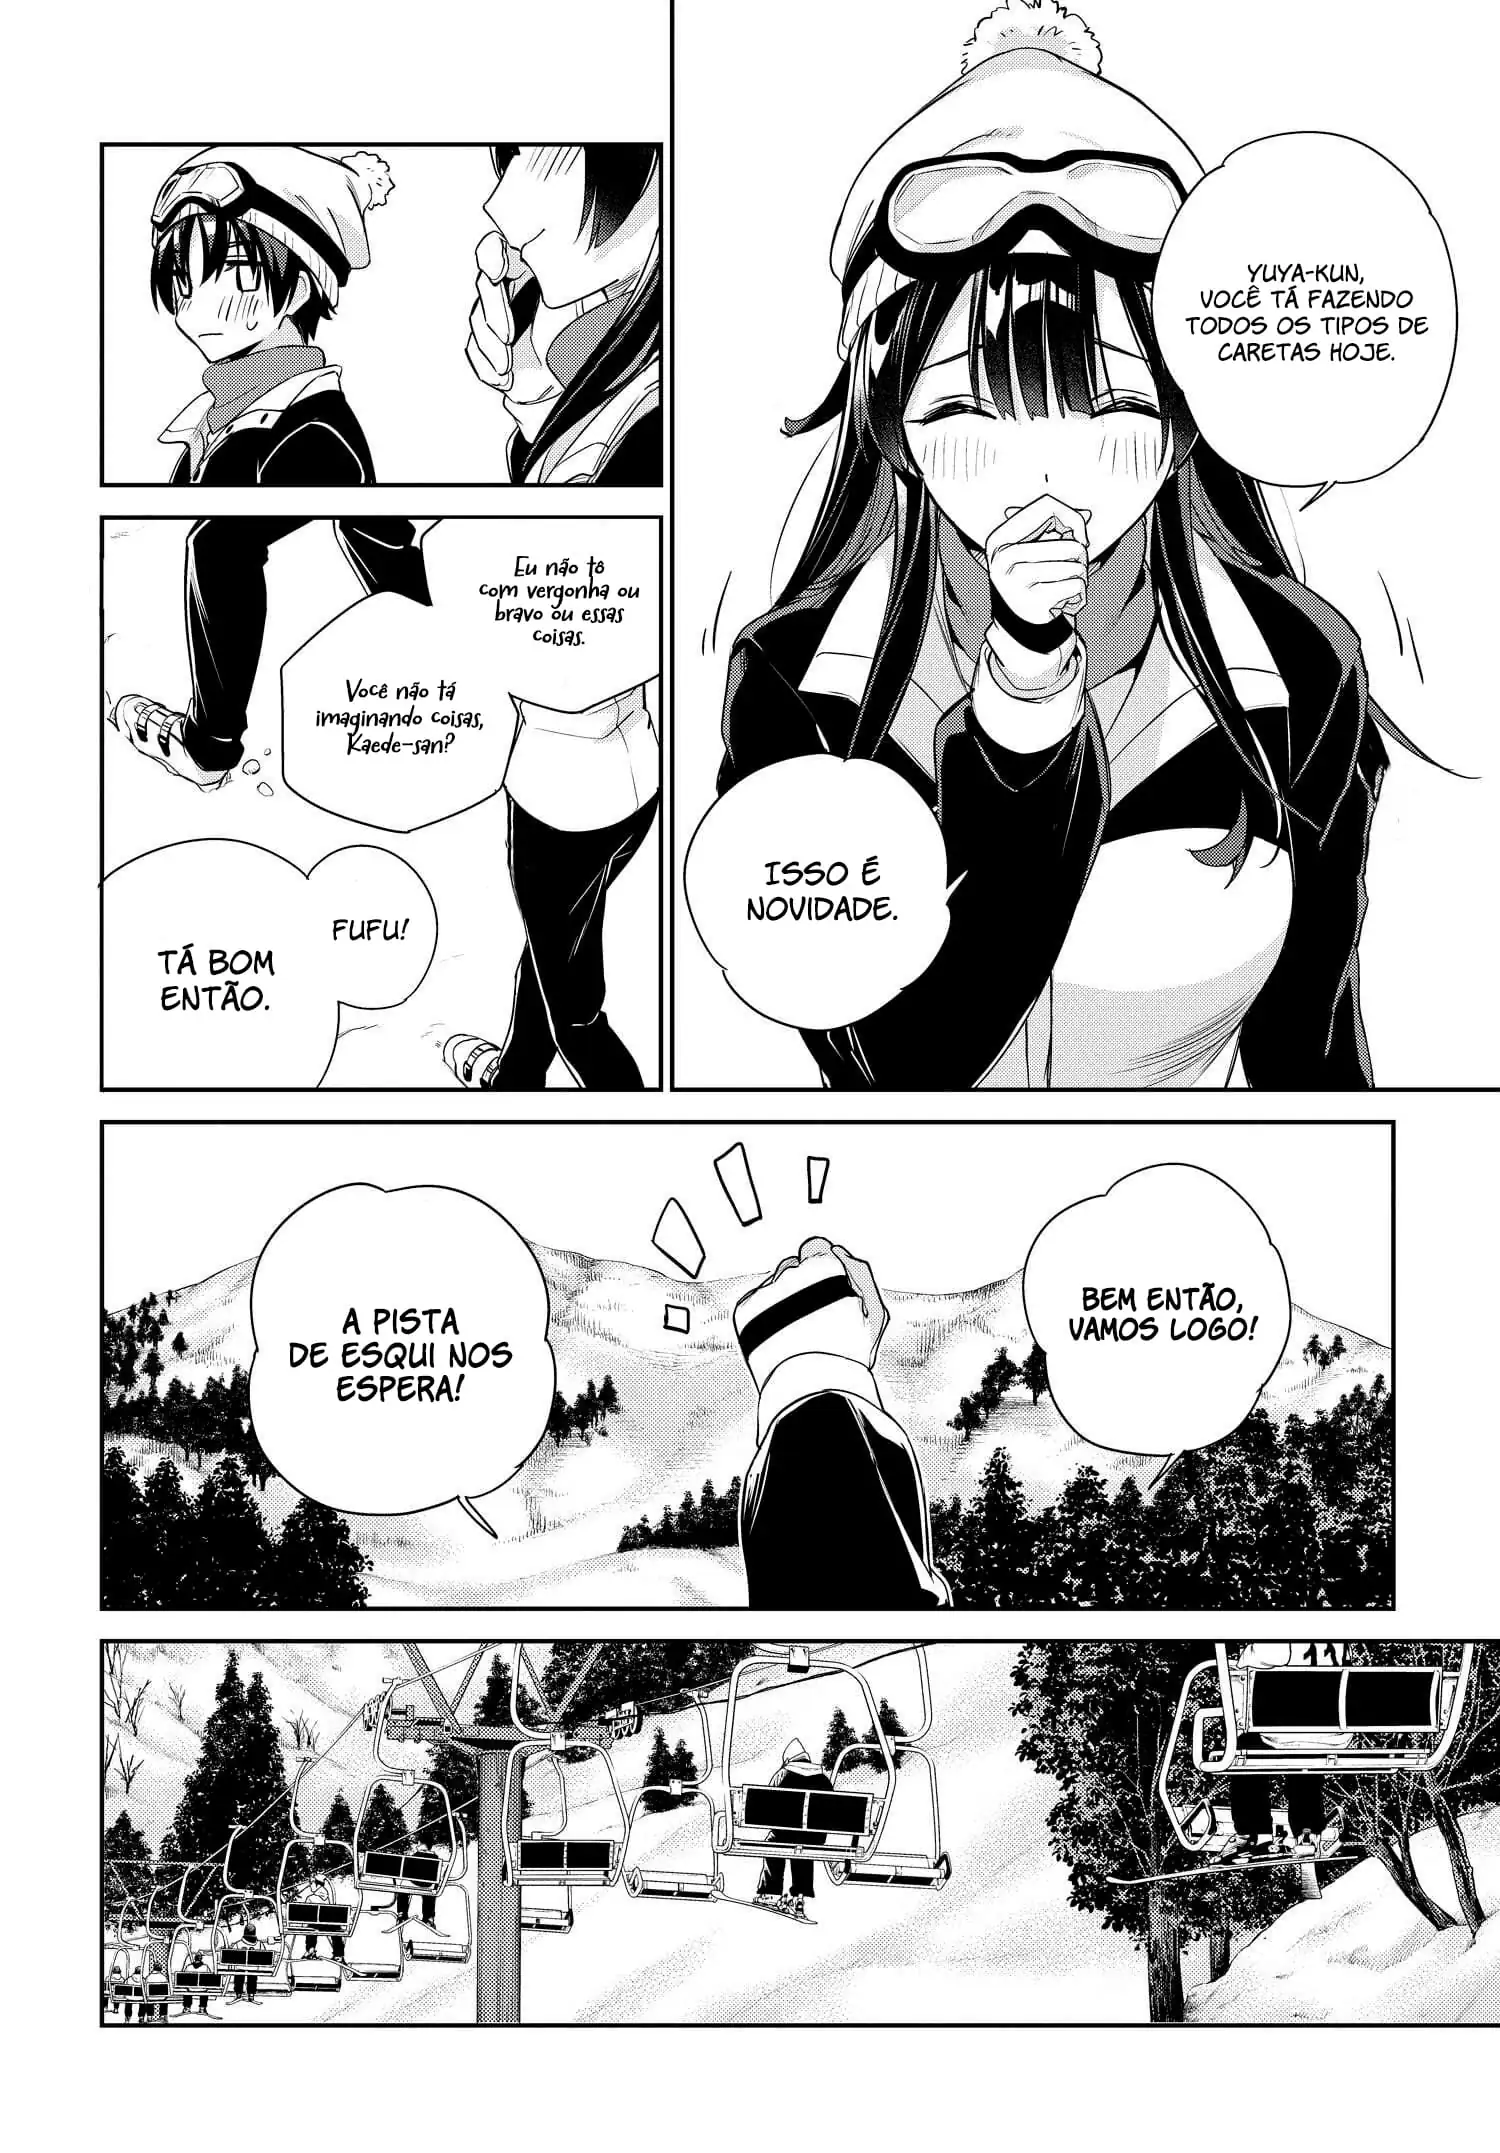 YUYA-KUN,
VOCÊ TÁ FAZENDO
TODOS OS TIPOS DE
CARETAS HOJE.
ISSO É
NOVIDADE.
Eu não tô
com vergonha ou
bravo ou essas
coisas.
Você não tá
imaginando coisas,
Kaede-san?
FUFU!
TÁ BOM
ENTÃO.
BEM ENTÃO,
VAMOS LOGO!
A PISTA
DE ESQUI NOS
ESPERA!
11